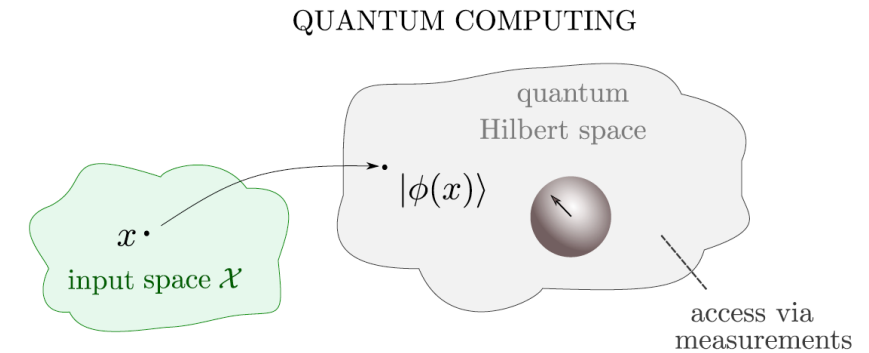 QUANTUM COMPUTING
quantum
Hilbert space
|ϕ(x)⟩
x
input space 𝒳
access via
measurements